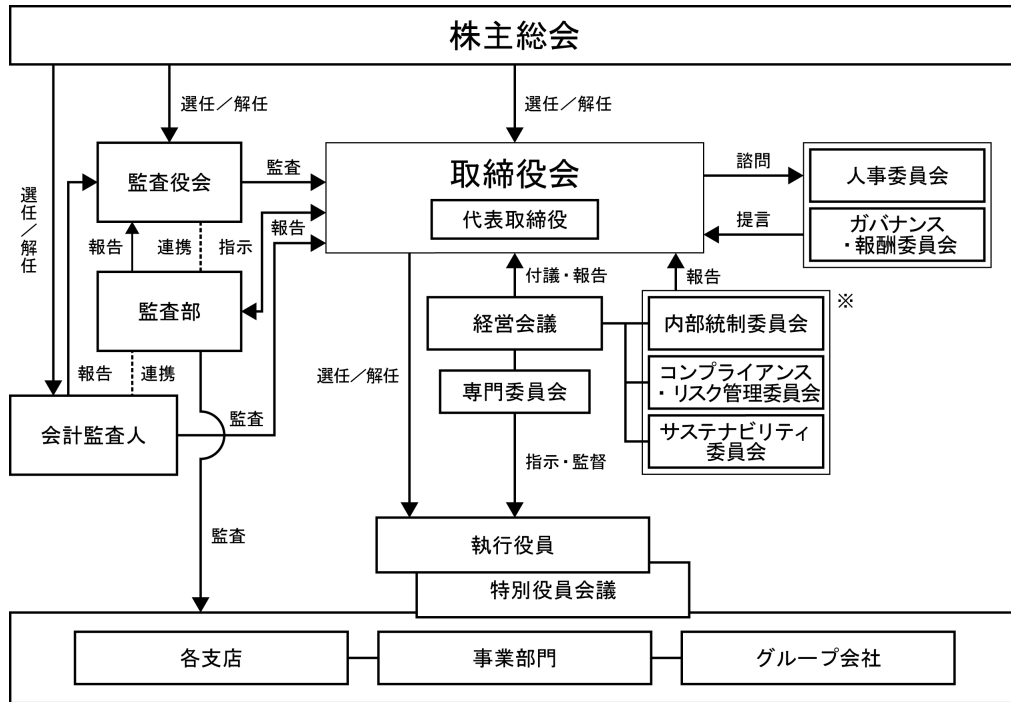 株主総会
選任／解任
選任／解任
選任／解任
監査役会
監査
取締役会
代表取締役
諮問
人事委員会
提言
ガバナンス
・報酬委員会
報告
連携
指示
報告
監査部
付議・報告
報告
※
経営会議
内部統制委員会
専門委員会
コンプライアンス
・リスク管理委員会
サステナビリティ
委員会
報告
連携
選任／解任
会計監査人
監査
指示・監督
監査
執行役員
特別役員会議
各支店
事業部門
グループ会社